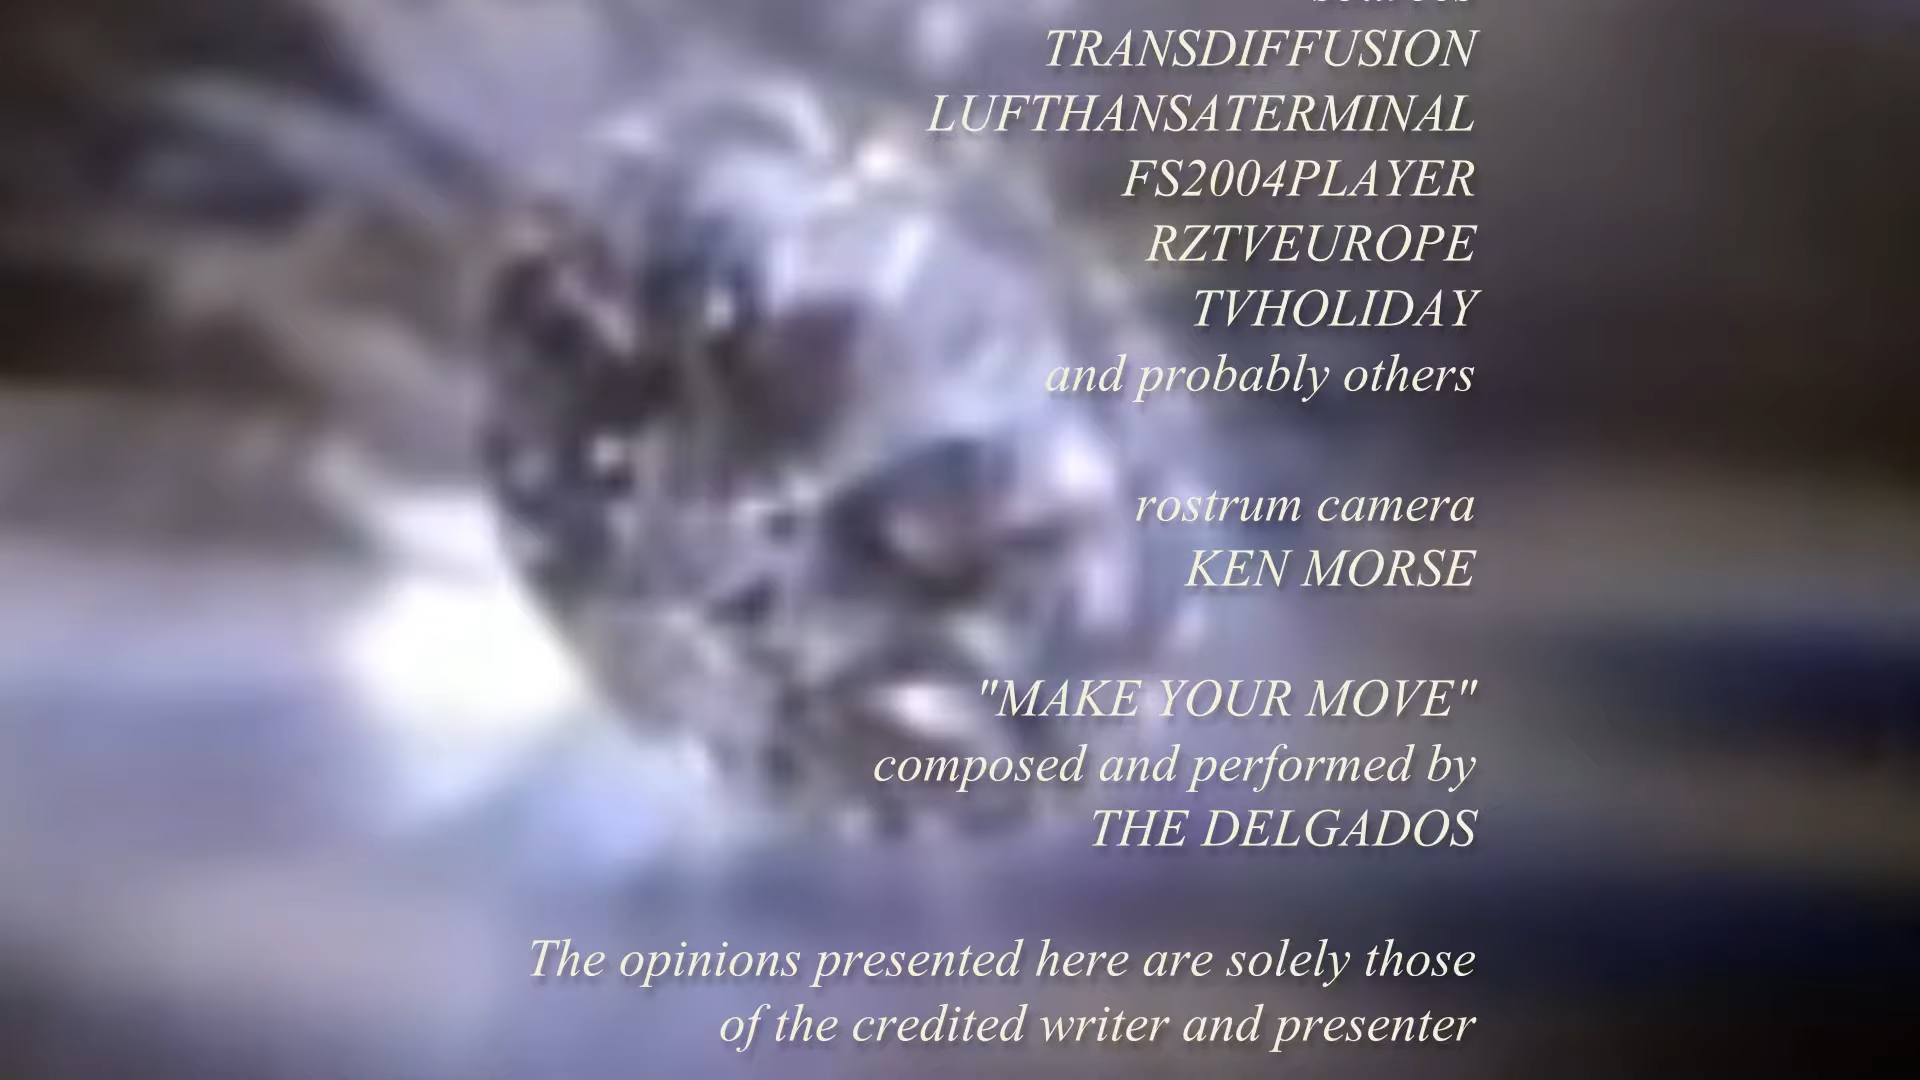 sources
TRANSDIFFUSION
LUFTHANSATERMINAL
FS2004PLAYER
RZTVEUROPE
TVHOLIDAY
and probably others
rostrum camera
KEN MORSE
"MAKE YOUR MOVE"
composed and performed by
THE DELGADOS
The opinions presented here are solely those
of the credited writer and presenter